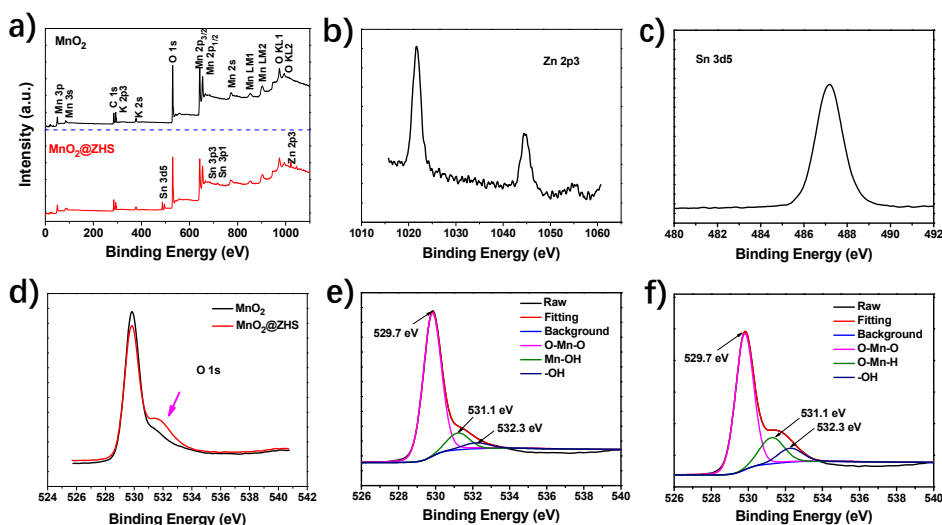 a)
MnO2
Mn 3p
Mn 3s
C 1s
K 2p3
K 2s
O 1s
Mn 2p3/2
Mn 2p1/2
Mn 2s
Mn LM1
Mn LM2
O KL1
O KL2
MnO2@ZHS
Sn 3d5
Sn 3p3
Sn 3p1
Zn 2p3
Intensity (a.u.)
0 200 400 600 800 1000
Binding Energy (eV)
b)
Zn 2p3
1010 1020 1030 1040 1050 1060
Binding Energy (eV)
c)
Sn 3d5
480 482 484 486 488 490 492
Binding Energy (eV)
d)
MnO2
MnO2@ZHS
O 1s
524 526 528 530 532 534 536 538 540 542
Binding Energy (eV)
e)
Raw
Fitting
Background
O-Mn-O
Mn-OH
-OH
529.7 eV
531.1 eV
532.3 eV
526 528 530 532 534 536 538 540
Binding Energy (eV)
f)
Raw
Fitting
Background
O-Mn-O
O-Mn-H
-OH
529.7 eV
531.1 eV
532.3 eV
526 528 530 532 534 536 538 540
Binding Energy (eV)